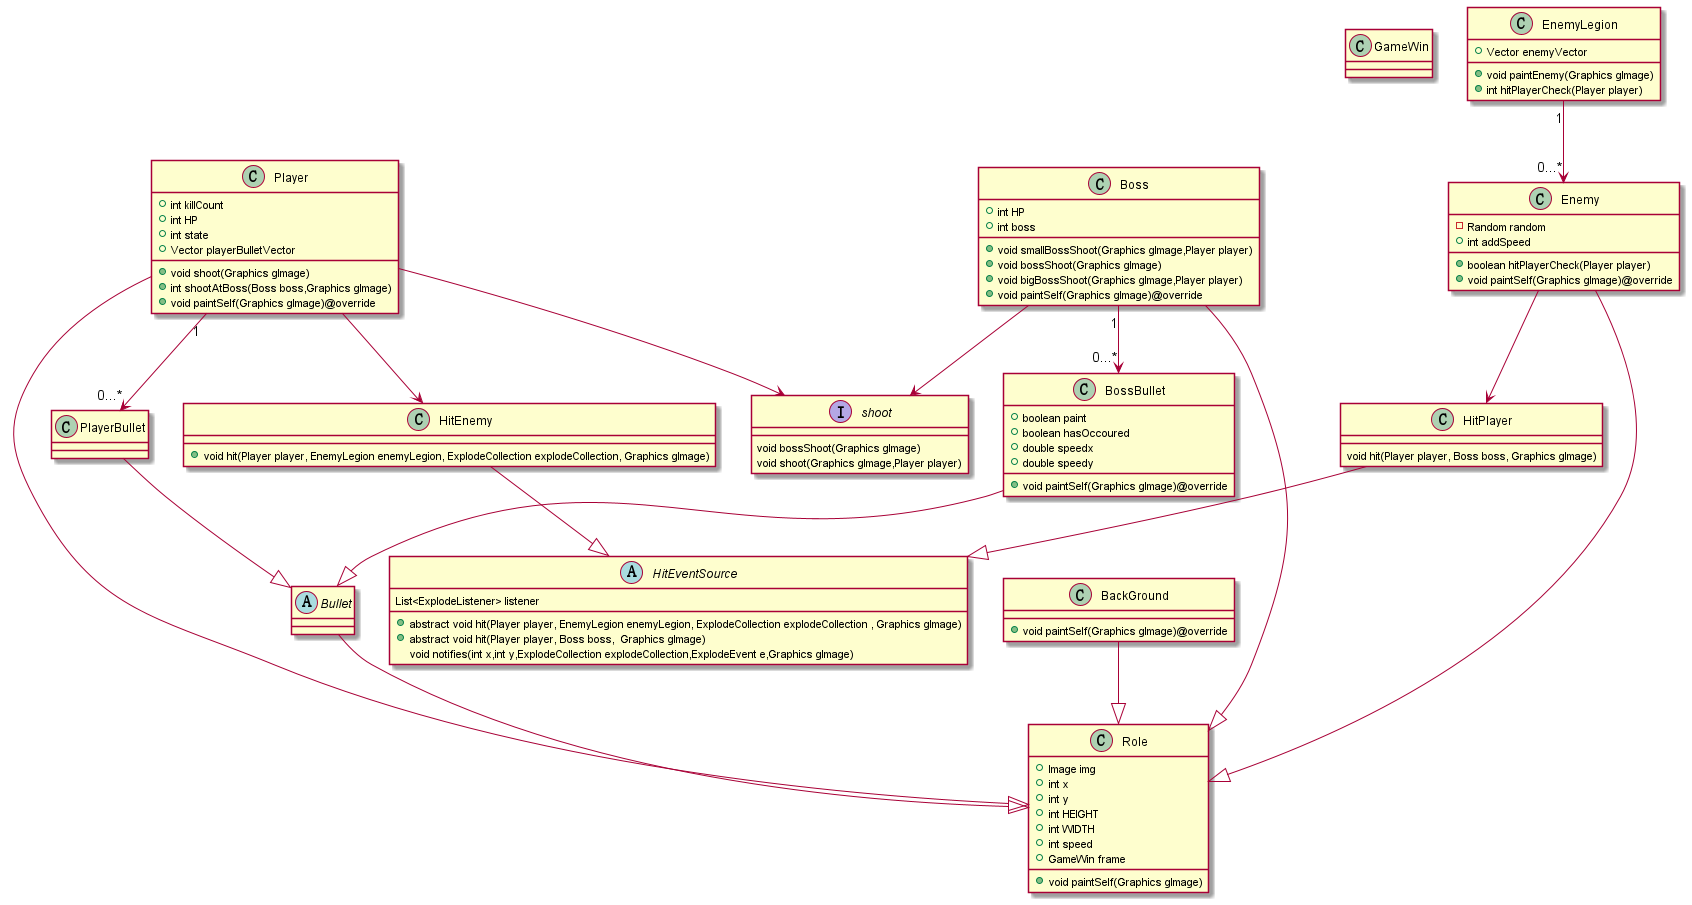 C GameWin
C EnemyLegion
Vector enemyVector
void paintEnemy(Graphics gImage)
int hitPlayerCheck(Player player)
1
0...*
C Player
int killCount
int HP
int state
Vector playerBulletVector
void shoot(Graphics gImage)
int shootAtBoss(Boss boss,Graphics gImage)
void paintSelf(Graphics gImage)@override
C Boss
int HP
int boss
void smallBossShoot(Graphics gImage,Player player)
void bossShoot(Graphics gImage)
void bigBossShoot(Graphics gImage,Player player)
void paintSelf(Graphics gImage)@override
C Enemy
Random random
int addSpeed
boolean hitPlayerCheck(Player player)
void paintSelf(Graphics gImage)@override
1
0...*
1
0...*
C PlayerBullet
C HitEnemy
void hit(Player player, EnemyLegion enemyLegion, ExplodeCollection explodeCollection, Graphics gImage)
I shoot
void bossShoot(Graphics gImage)
void shoot(Graphics gImage,Player player)
C BossBullet
boolean paint
boolean hasOccoured
double speedx
double speedy
void paintSelf(Graphics gImage)@override
C HitPlayer
void hit(Player player, Boss boss, Graphics gImage)
A Bullet
A HitEventSource
List<ExplodeListener> listener
abstract void hit(Player player, EnemyLegion enemyLegion, ExplodeCollection explodeCollection , Graphics gImage)
abstract void hit(Player player, Boss boss,  Graphics gImage)
void notifies(int x,int y,ExplodeCollection explodeCollection,ExplodeEvent e,Graphics gImage)
C BackGround
void paintSelf(Graphics gImage)@override
C Role
Image img
int x
int y
int HEIGHT
int WIDTH
int speed
GameWin frame
void paintSelf(Graphics gImage)